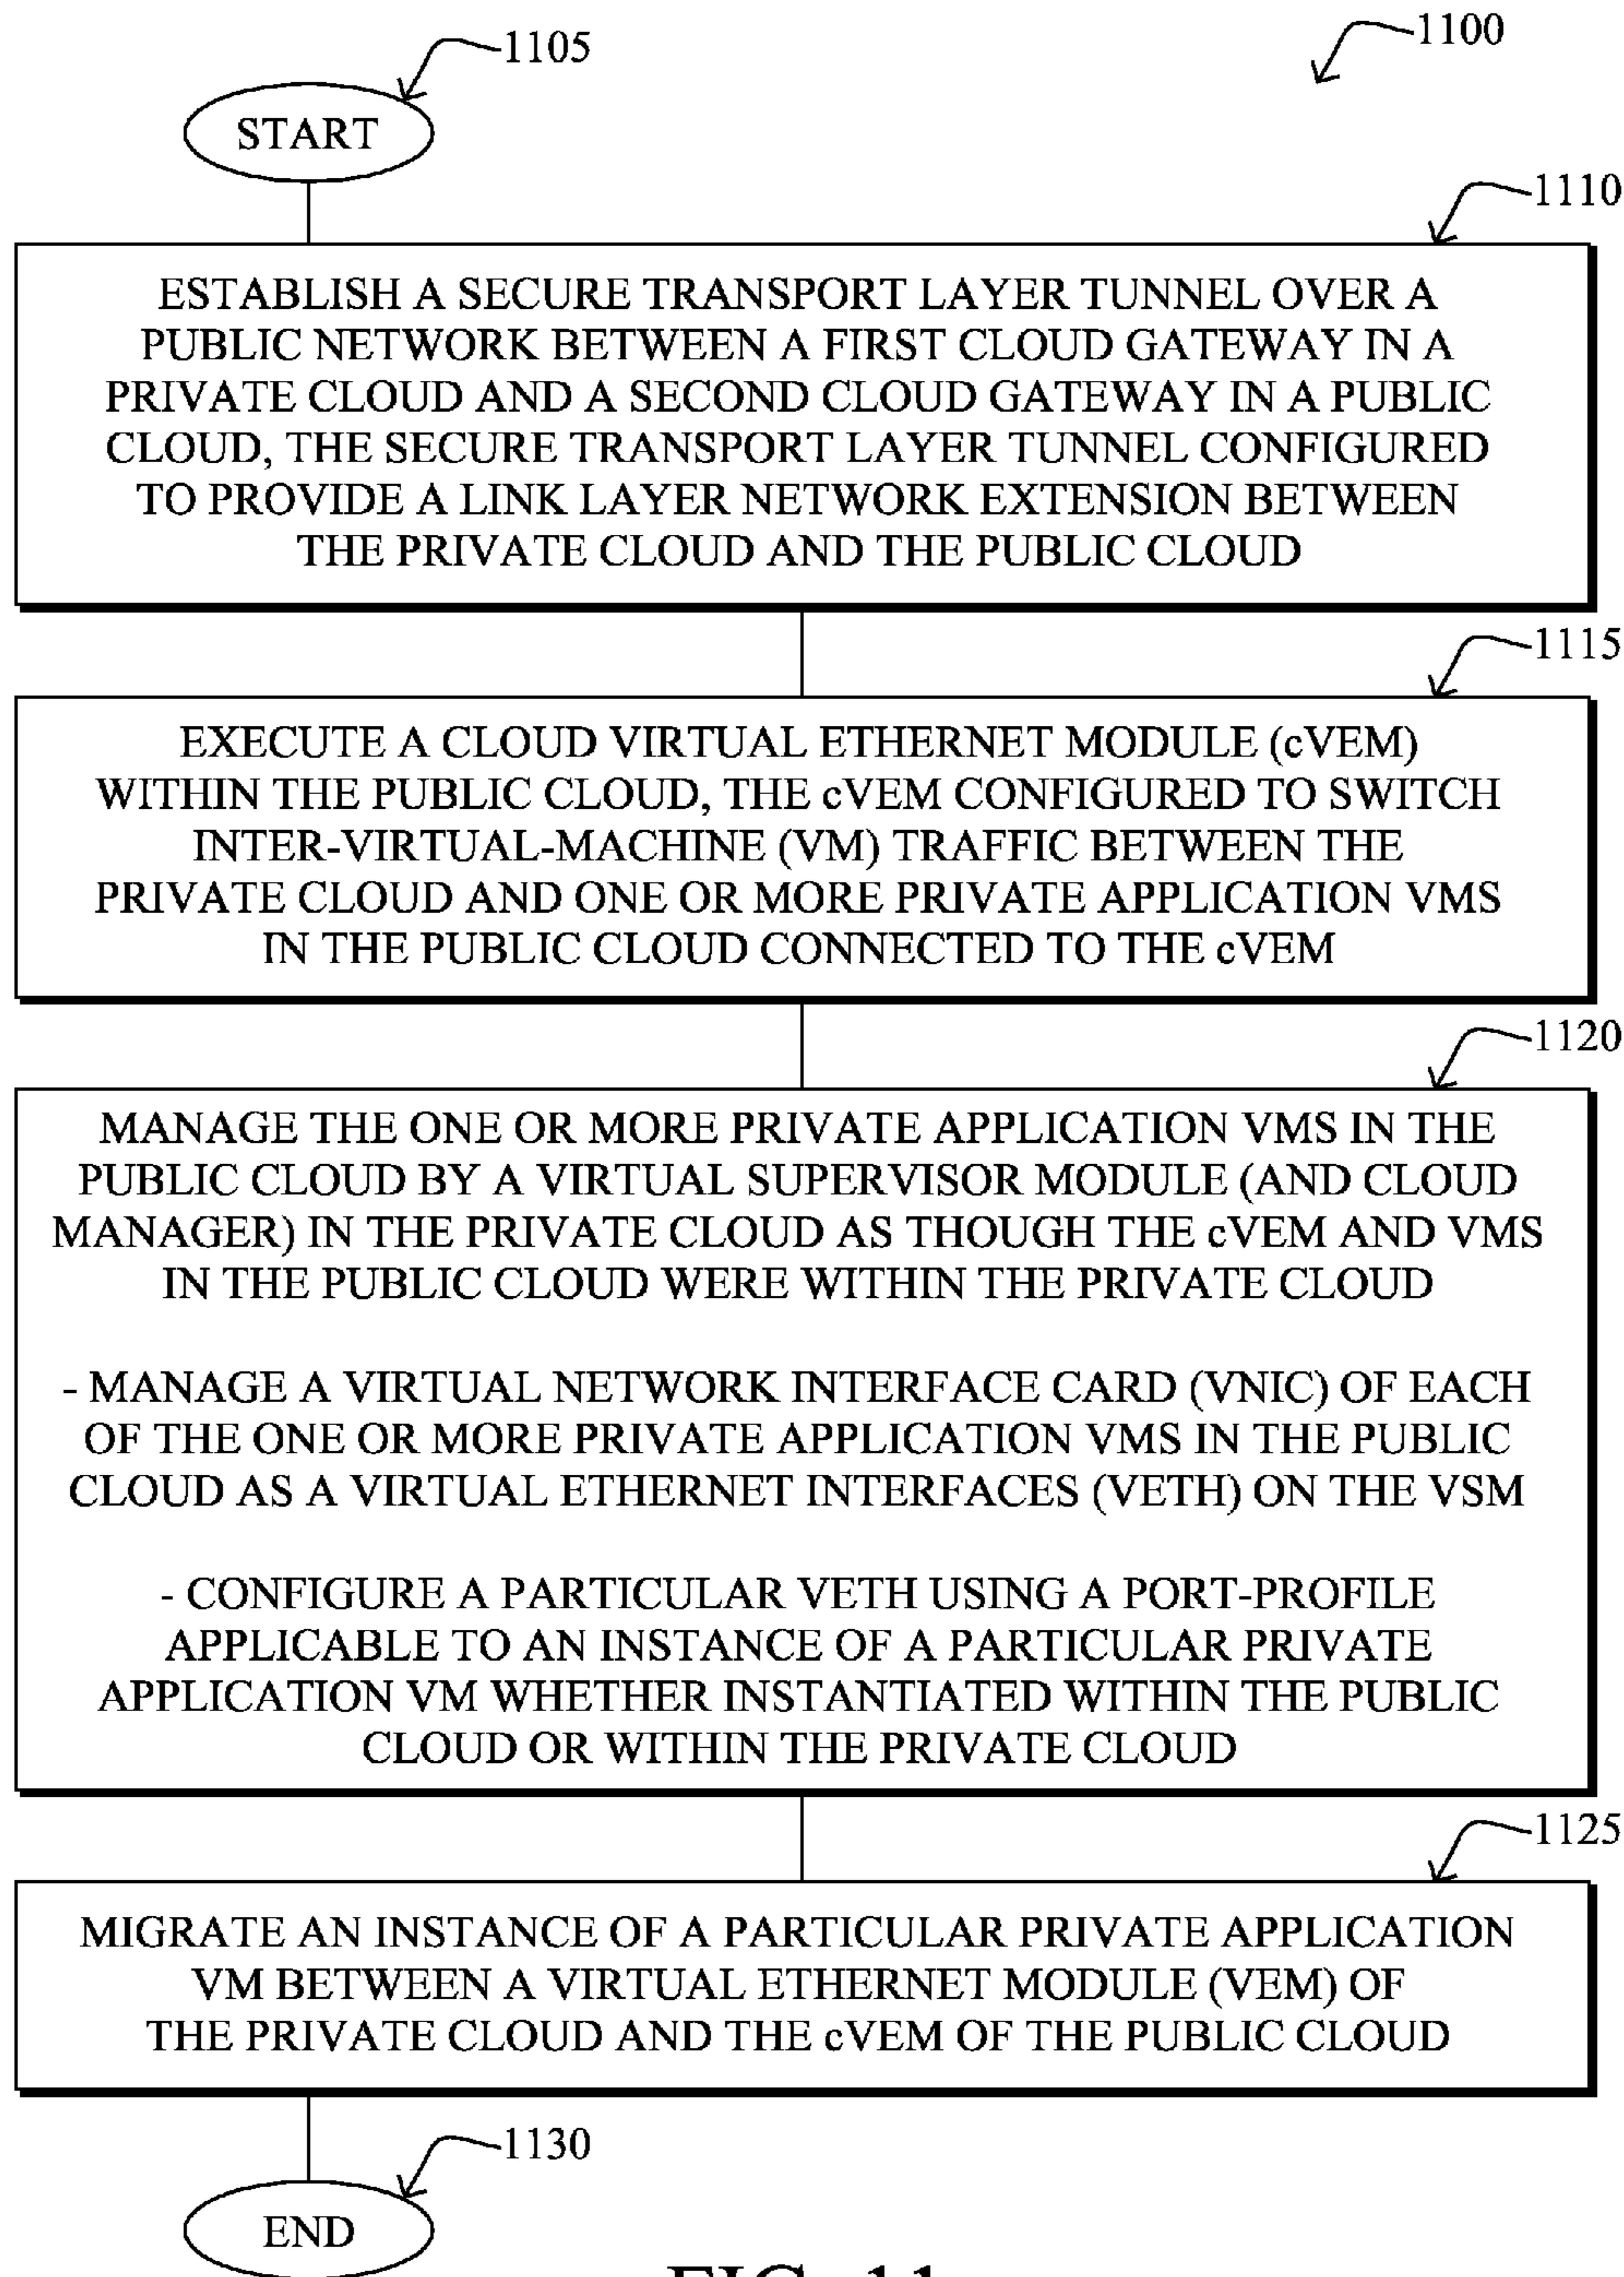 1105
1100
START
1110
ESTABLISH A SECURE TRANSPORT LAYER TUNNEL OVER A
PUBLIC NETWORK BETWEEN A FIRST CLOUD GATEWAY IN A
PRIVATE CLOUD AND A SECOND CLOUD GATEWAY IN A PUBLIC
CLOUD, THE SECURE TRANSPORT LAYER TUNNEL CONFIGURED
TO PROVIDE A LINK LAYER NETWORK EXTENSION BETWEEN
THE PRIVATE CLOUD AND THE PUBLIC CLOUD
1115
EXECUTE A CLOUD VIRTUAL ETHERNET MODULE (cVEM)
WITHIN THE PUBLIC CLOUD, THE cVEM CONFIGURED TO SWITCH
INTER-VIRTUAL-MACHINE (VM) TRAFFIC BETWEEN THE
PRIVATE CLOUD AND ONE OR MORE PRIVATE APPLICATION VMS
IN THE PUBLIC CLOUD CONNECTED TO THE cVEM
1120
MANAGE THE ONE OR MORE PRIVATE APPLICATION VMS IN THE
PUBLIC CLOUD BY A VIRTUAL SUPERVISOR MODULE (AND CLOUD
MANAGER) IN THE PRIVATE CLOUD AS THOUGH THE cVEM AND VMS
IN THE PUBLIC CLOUD WERE WITHIN THE PRIVATE CLOUD
- MANAGE A VIRTUAL NETWORK INTERFACE CARD (VNIC) OF EACH
OF THE ONE OR MORE PRIVATE APPLICATION VMS IN THE PUBLIC
CLOUD AS A VIRTUAL ETHERNET INTERFACES (VETH) ON THE VSM
- CONFIGURE A PARTICULAR VETH USING A PORT-PROFILE
APPLICABLE TO AN INSTANCE OF A PARTICULAR PRIVATE
APPLICATION VM WHETHER INSTANTIATED WITHIN THE PUBLIC
CLOUD OR WITHIN THE PRIVATE CLOUD
1125
MIGRATE AN INSTANCE OF A PARTICULAR PRIVATE APPLICATION
VM BETWEEN A VIRTUAL ETHERNET MODULE (VEM) OF
THE PRIVATE CLOUD AND THE cVEM OF THE PUBLIC CLOUD
1130
END
FIG. 11